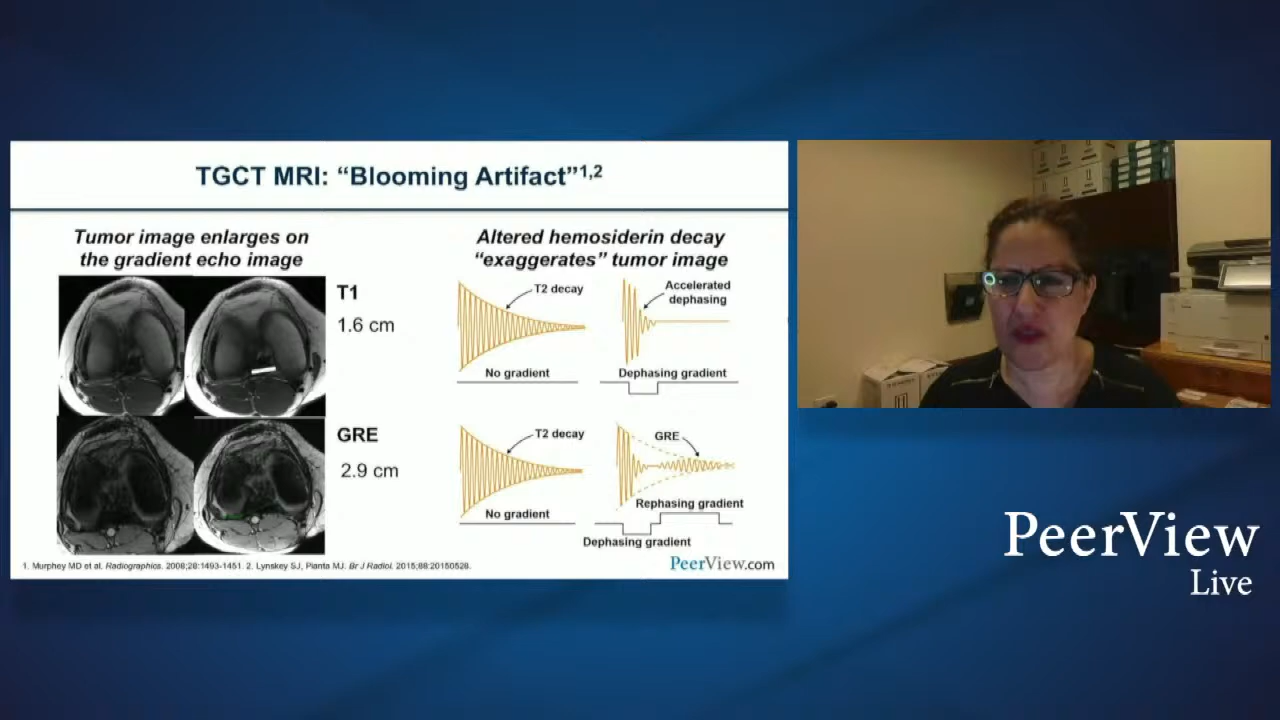 TGCT MRI: “Blooming Artifact”1,2
Tumor image enlarges on
the gradient echo image
T1
1.6 cm
GRE
2.9 cm
Altered hemosiderin decay
“exaggerates” tumor image
T2 decay
No gradient
Accelerated
dephasing
Dephasing gradient
T2 decay
No gradient
GRE
Rephasing gradient
Dephasing gradient
1. Murphey MD et al. Radiographics. 2008;28:1493-1451. 2. Lynskey SJ, Pianta MJ. Br J Radiol. 2015;88:20150528.
PeerView.com
PeerView
Live